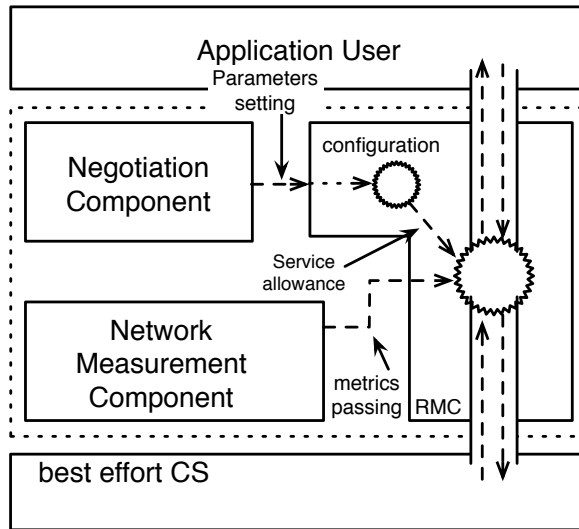 Application User
Parameters
setting
Negotiation
Component
configuration
Service
allowance
Network
Measurement
Component
metrics
passing
RMC
best effort CS